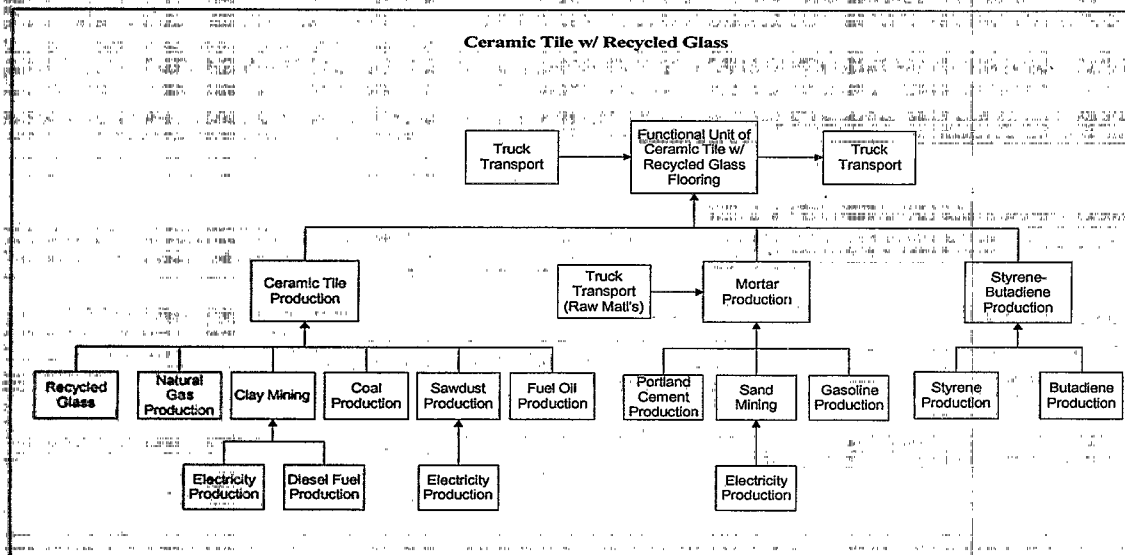 Ceramic Tile w/ Recycled Glass
Truck
Transport
Functional Unit of
Ceramic Tile w/
Recycled Glass
Flooring
Truck
Transport
Ceramic Tile
Production
Truck
Transport
(Raw Matl's)
Mortar
Production
Styrene-
Butadiene
Production
Recycled
Glass
Natural
Gas
Production
Clay Mining
Coal
Production
Sawdust
Production
Fuel Oil
Production
Portland
Cement
Production
Sand
Mining
Gasoline
Production
Styrene
Production
Butadiene
Production
Electricity
Production
Diesel Fuel
Production
Electricity
Production
Electricity
Production